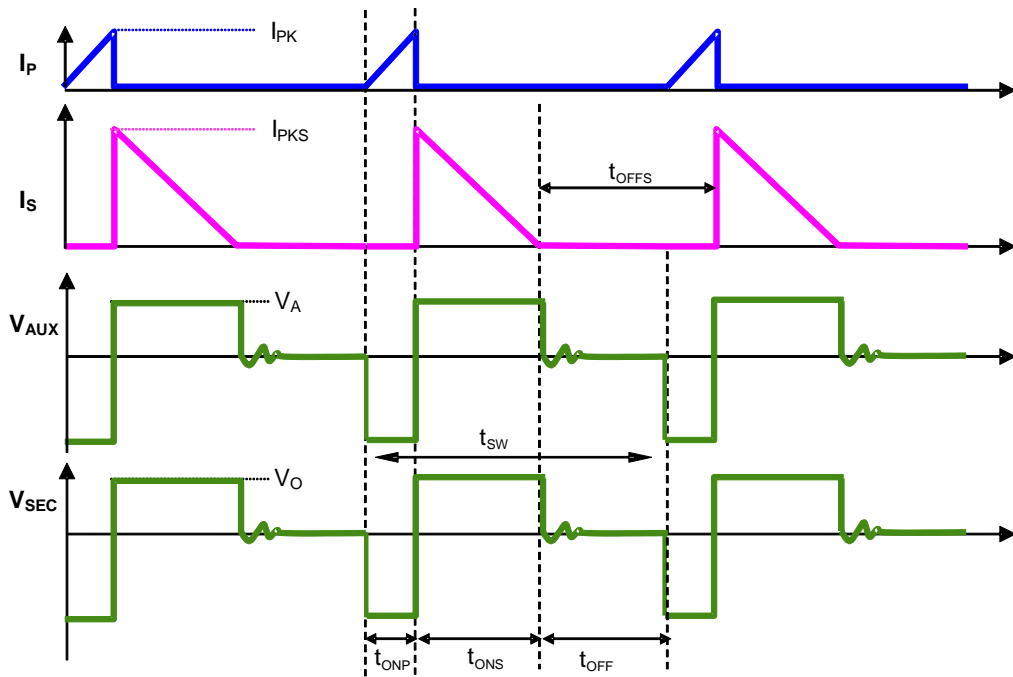 I_P
I_PK
I_S
I_PKS
t_OFFS
V_AUX
V_A
t_SW
V_SEC
V_O
t_ONP
t_ONS
t_OFF